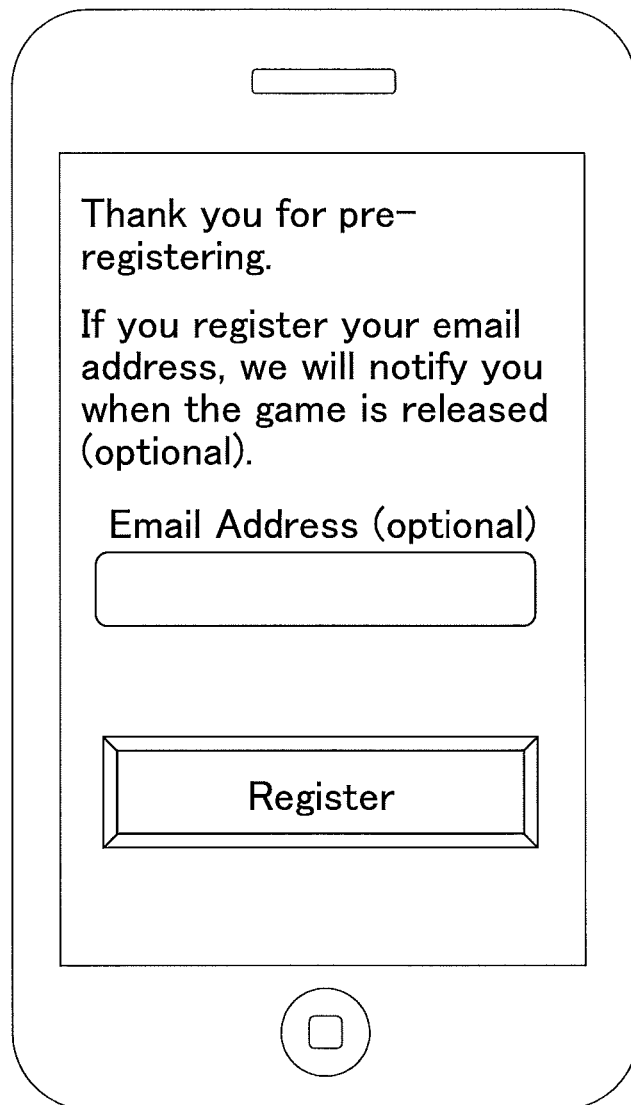 Thank you for pre-
registering.
If you register your email
address, we will notify you
when the game is released
(optional).
Email Address (optional)
Register